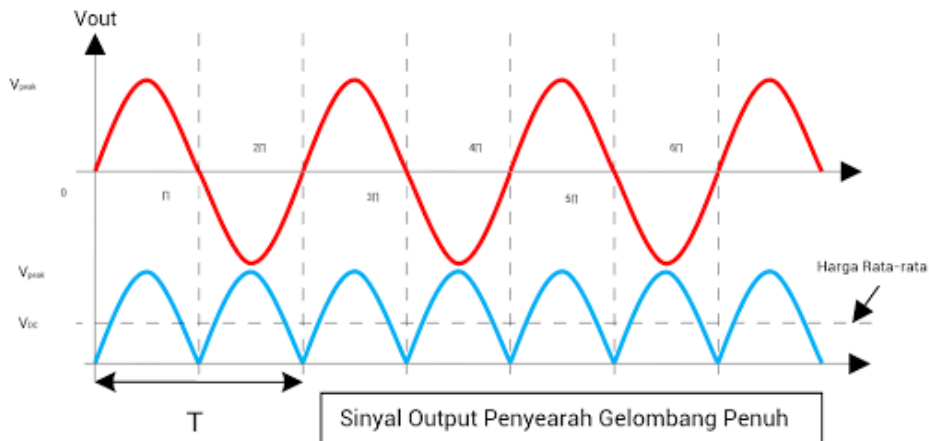 Vout
Vpeak
2Π
4Π
6Π
0
Π
3Π
5Π
Vpeak
Harga Rata-rata
VDC
T
Sinyal Output Penyearah Gelombang Penuh